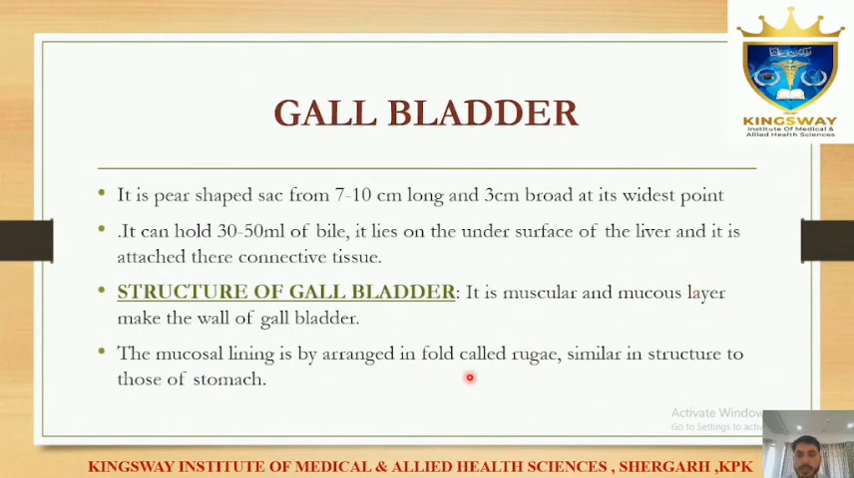 KINGSWAY
Institute Of Medical &
Allied Health Sciences
GALL BLADDER
• It is pear shaped sac from 7-10 cm long and 3cm broad at its widest point
• .It can hold 30-50ml of bile, it lies on the under surface of the liver and it is
attached there connective tissue.
• STRUCTURE OF GALL BLADDER: It is muscular and mucous layer
make the wall of gall bladder.
• The mucosal lining is by arranged in fold called rugae, similar in structure to
those of stomach.
Activate Window
Go to Settings to activ
KINGSWAY INSTITUTE OF MEDICAL & ALLIED HEALTH SCIENCES , SHERGARH ,KPK